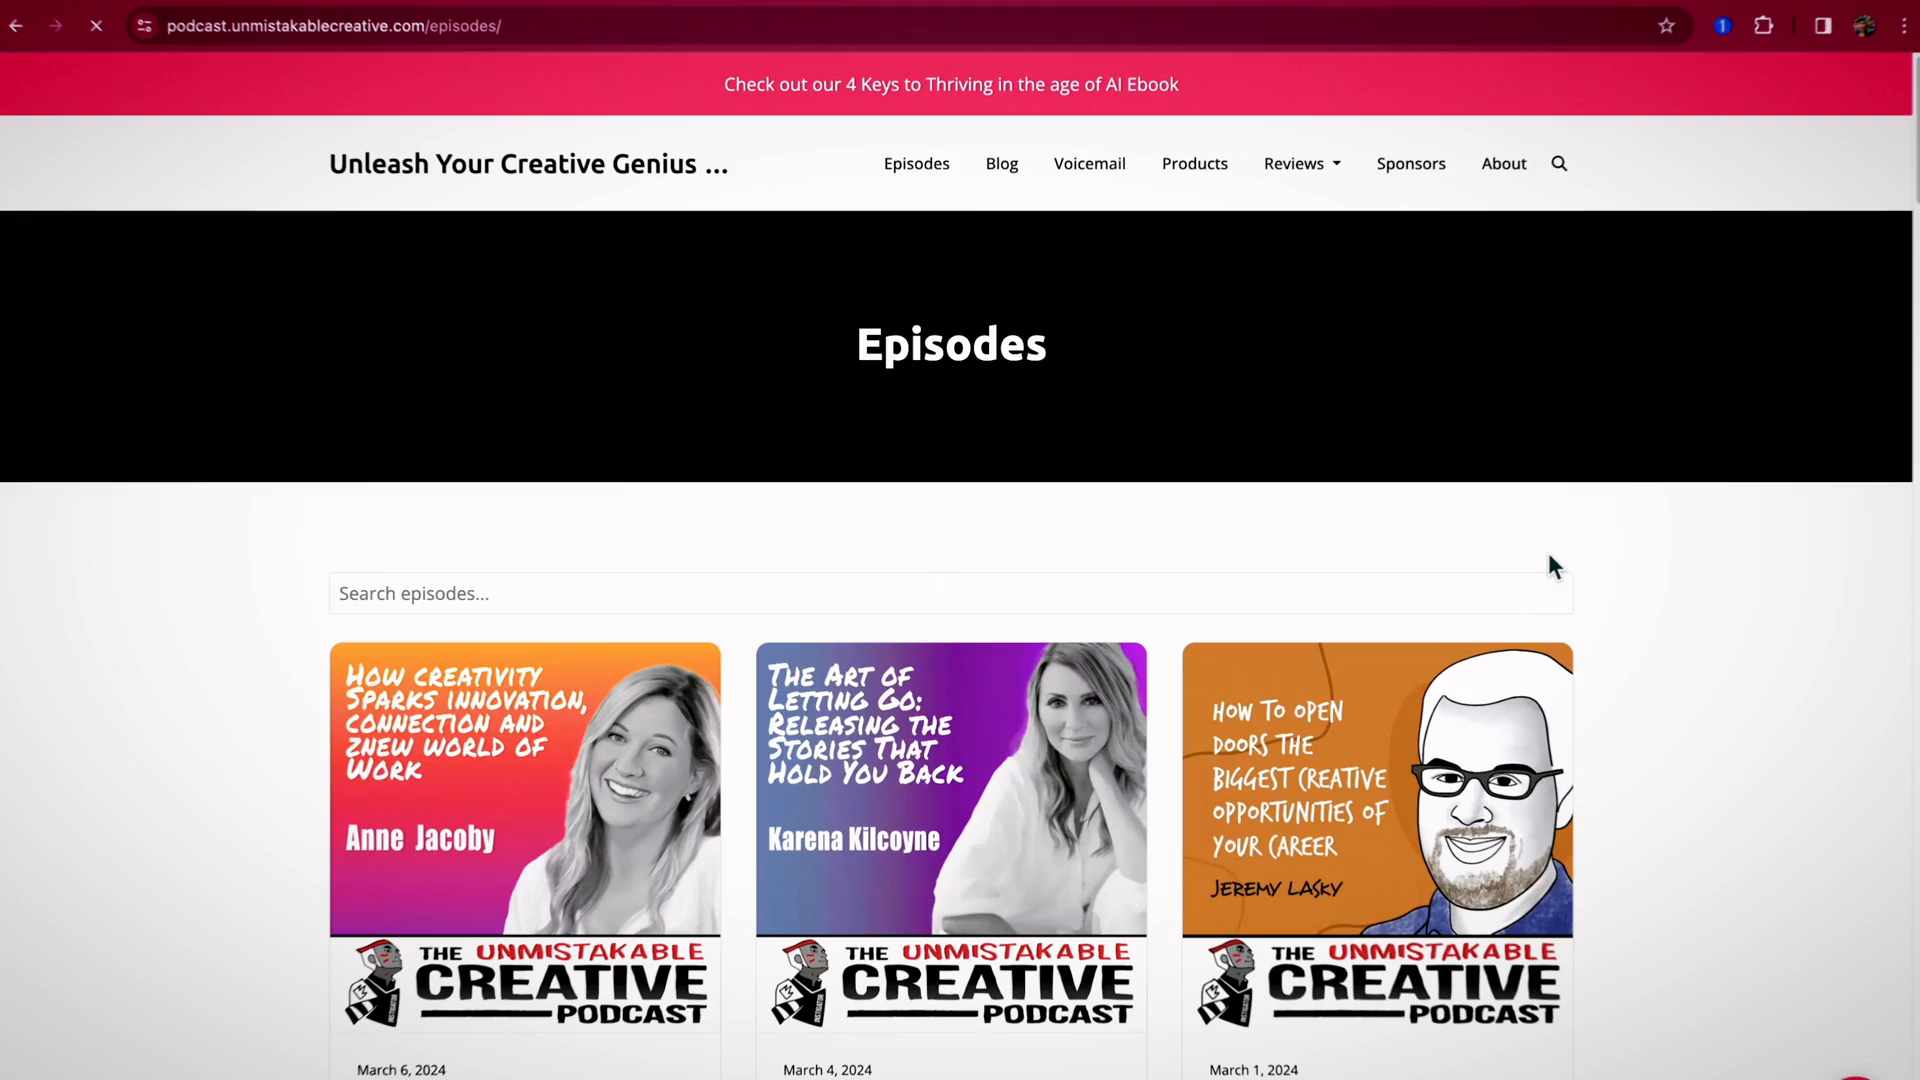 podcast.unmistakablecreative.com/episodes/
Check out our 4 Keys to Thriving in the age of AI Ebook
Unleash Your Creative Genius ...
Episodes
Blog
Voicemail
Products
Reviews
Sponsors
About
Episodes
Search episodes...
How creativity
Sparks innovation,
connection and
2new world of
Work
Anne Jacoby
THE UNMISTAKABLE
CREATIVE
PODCAST
March 6, 2024
The Art of
Letting Go:
Releasing the
Stories That
Hold You Back
Karena Kilcoyne
THE UNMISTAKABLE
CREATIVE
PODCAST
March 4, 2024
HOW TO OPEN
DOORS THE
BIGGEST CREATIVE
OPPORTUNITIES OF
YOUR CAREER
JEREMY LASKY
THE UNMISTAKABLE
CREATIVE
PODCAST
March 1, 2024